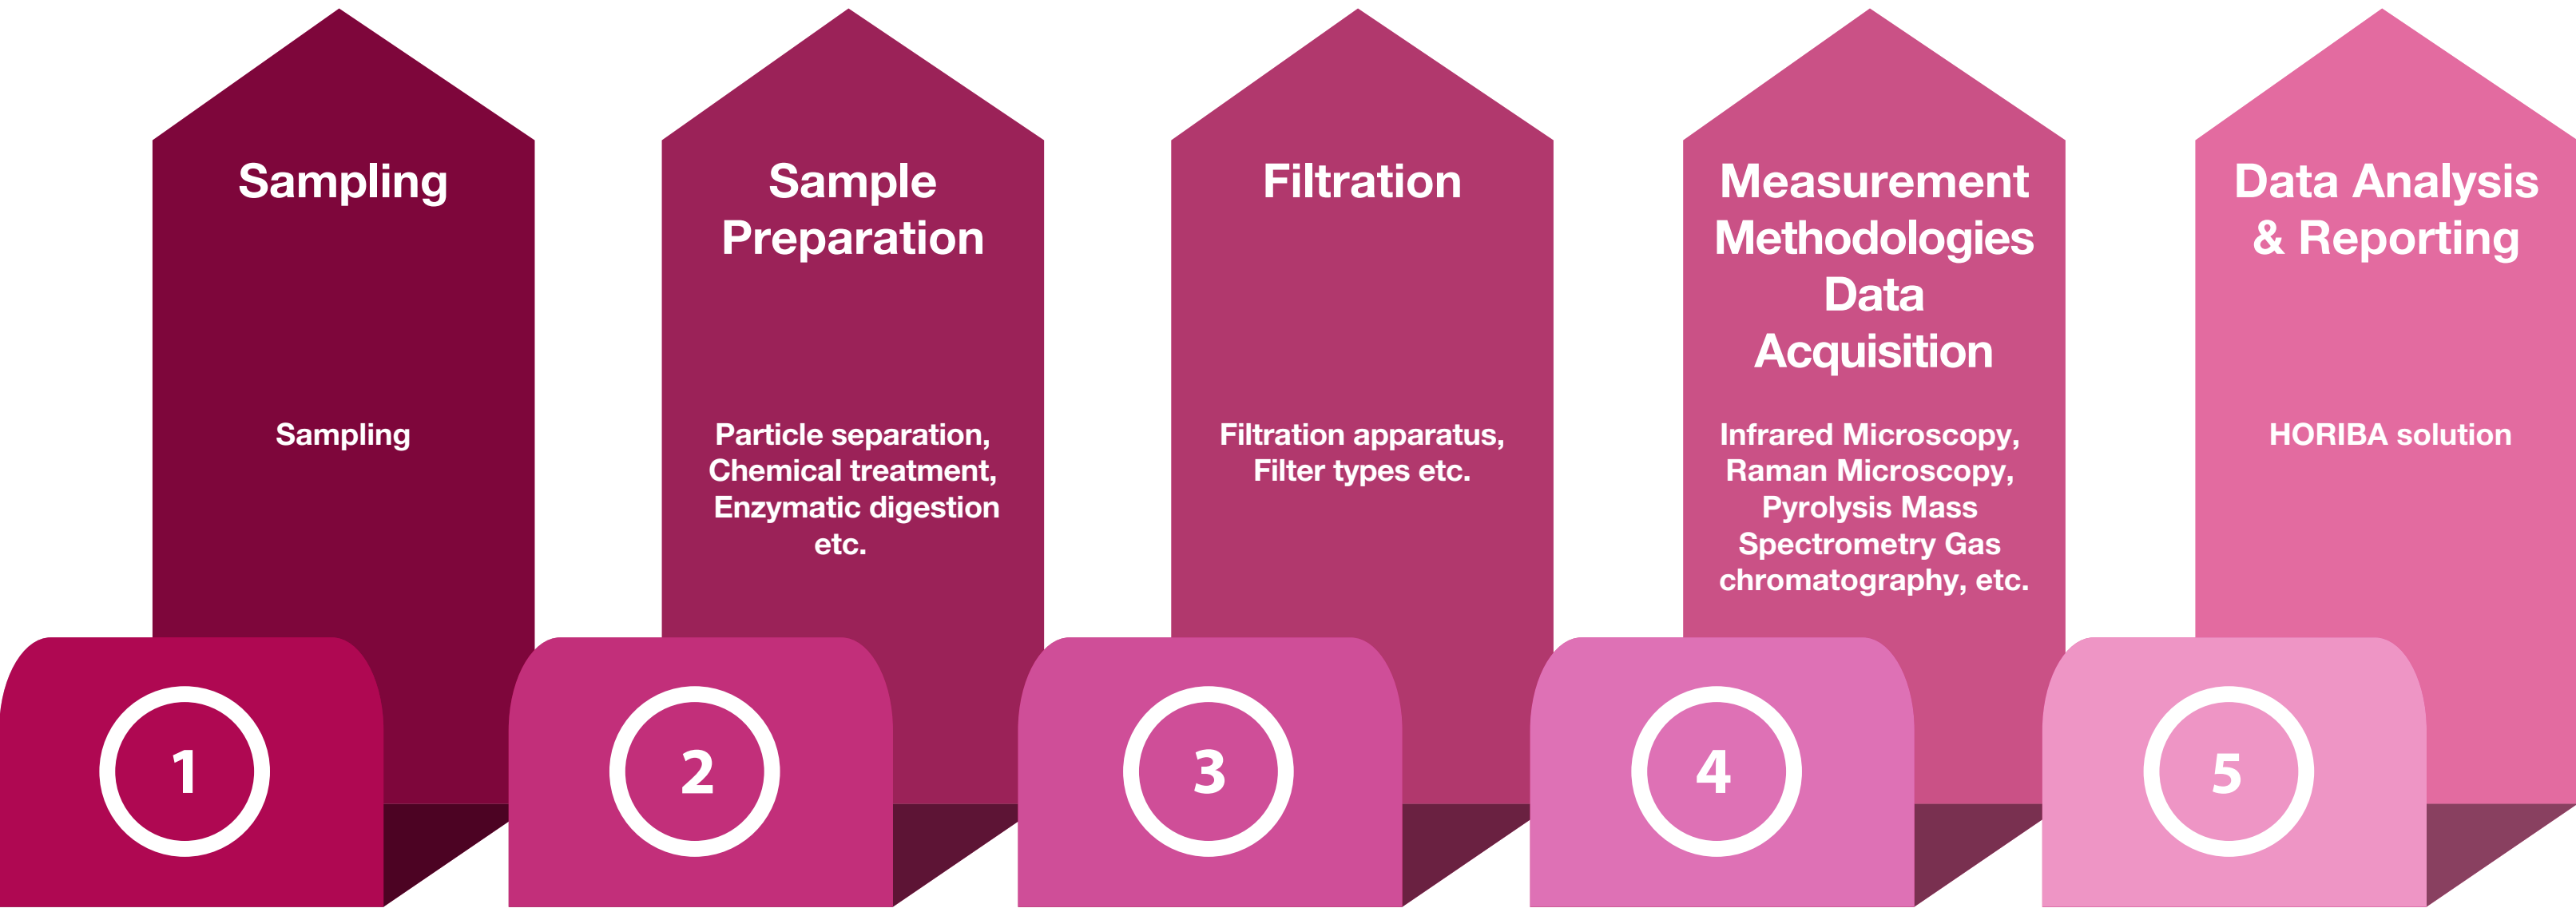 Sampling
Sampling
1
Sample
Preparation
Particle separation,
Chemical treatment,
Enzymatic digestion
etc.
2
Filtration
Filtration apparatus,
Filter types etc.
3
Measurement
Methodologies
Data
Acquisition
Infrared Microscopy,
Raman Microscopy,
Pyrolysis Mass
Spectrometry Gas
chromatography, etc.
4
Data Analysis
& Reporting
HORIBA solution
5